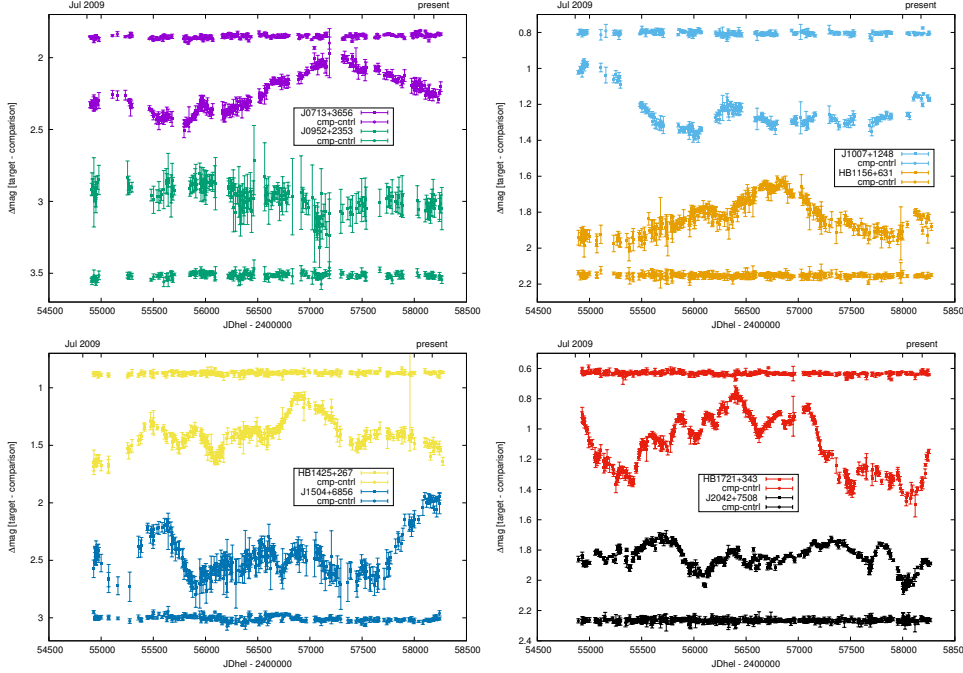 Jul 2009 present
2
2.5
3
3.5
Δmag [target - comparison]
J0713+3656
cmp-cntrl
J0952+2353
cmp-cntrl
54500 55000 55500 56000 56500 57000 57500 58000 58500
JDhel - 2400000
Jul 2009 present
0.8
1
1.2
1.4
1.6
1.8
2
2.2
Δmag [target - comparison]
J1007+1248
cmp-cntrl
HB1156+631
cmp-cntrl
54500 55000 55500 56000 56500 57000 57500 58000 58500
JDhel - 2400000
Jul 2009 present
1
1.5
2
2.5
3
Δmag [target - comparison]
HB1425+267
cmp-cntrl
J1504+6856
cmp-cntrl
54500 55000 55500 56000 56500 57000 57500 58000 58500
JDhel - 2400000
Jul 2009 present
0.6
0.8
1
1.2
1.4
1.6
1.8
2
2.2
2.4
Δmag [target - comparison]
HB1721+343
cmp-cntrl
J2042+7508
cmp-cntrl
54500 55000 55500 56000 56500 57000 57500 58000 58500
JDhel - 2400000